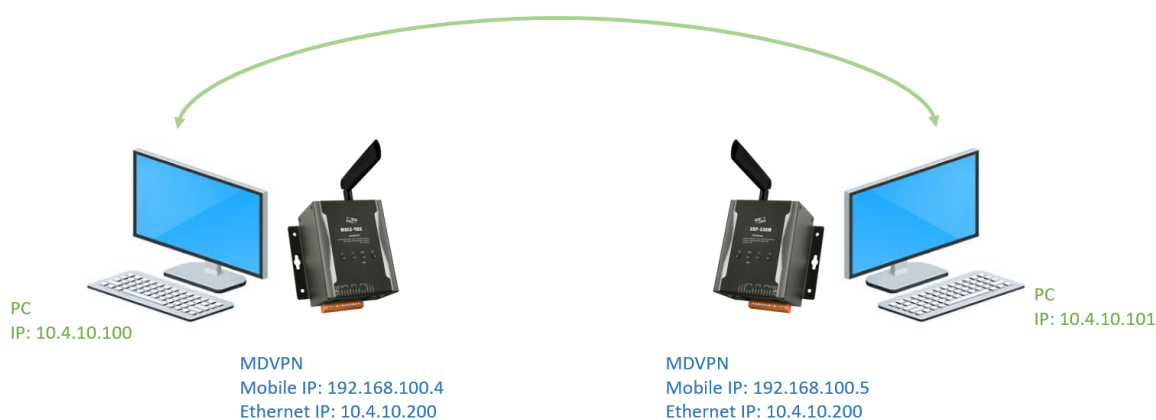 PC
IP: 10.4.10.100
MDVPN
Mobile IP: 192.168.100.4
Ethernet IP: 10.4.10.200
MDVPN
Mobile IP: 192.168.100.5
Ethernet IP: 10.4.10.200
PC
IP: 10.4.10.101